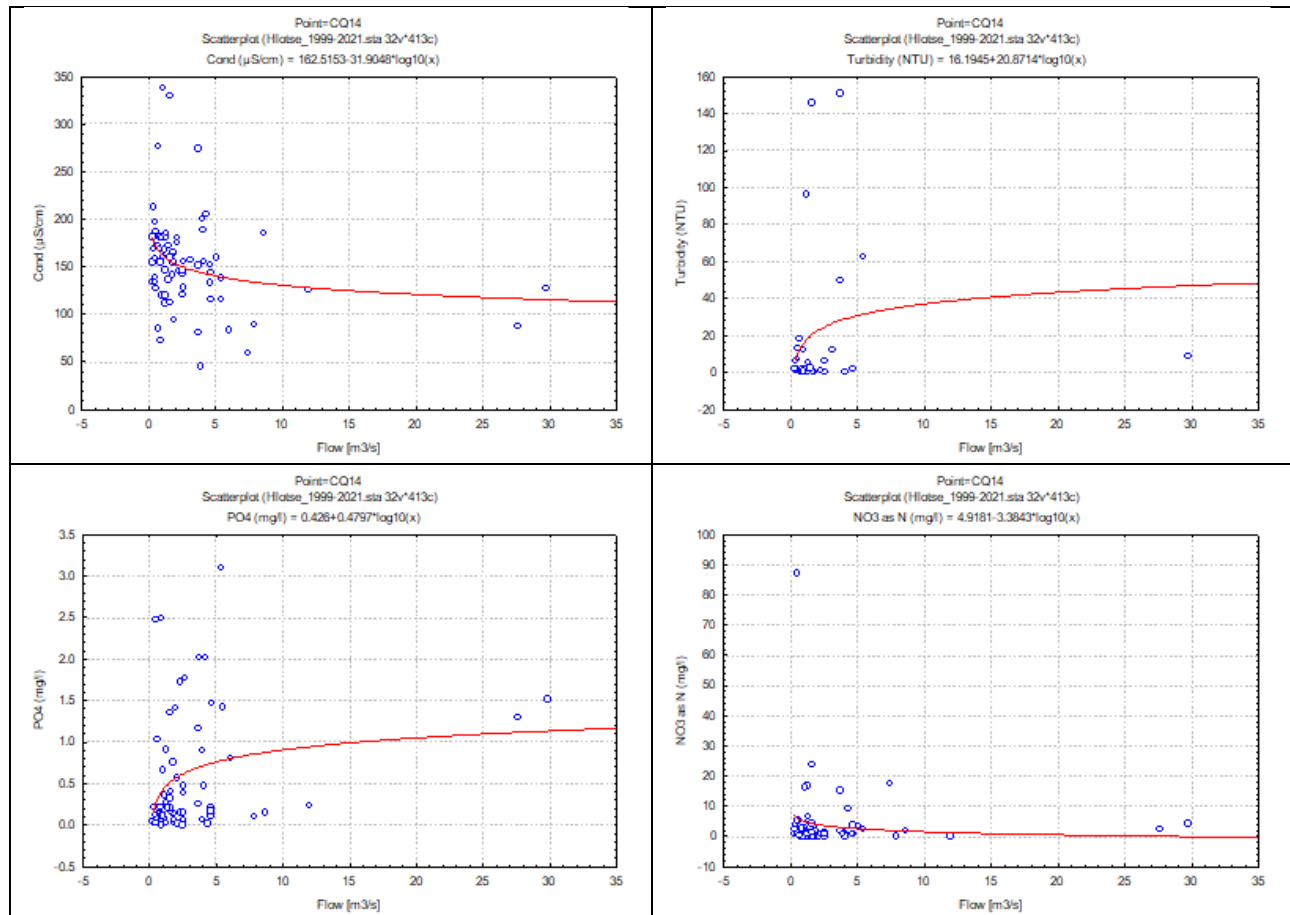 Point=CQ14
Scatterplot (Hlotse_1999-2021.sta 32v*413c)
Cond (µS/cm) = 162.5153-31.9048*log10(x)
350
300
250
200
150
100
50
0
Cond (µS/cm)
-5 0 5 10 15 20 25 30 35
Flow [m3/s]
Point=CQ14
Scatterplot (Hlotse_1999-2021.sta 32v*413c)
Turbidity (NTU) = 16.1945+20.8714*log10(x)
160
140
120
100
80
60
40
20
0
-20
Turbidity (NTU)
-5 0 5 10 15 20 25 30 35
Flow [m3/s]
Point=CQ14
Scatterplot (Hlotse_1999-2021.sta 32v*413c)
PO4 (mg/l) = 0.426+0.4797*log10(x)
3.5
3.0
2.5
2.0
1.5
1.0
0.5
0.0
-0.5
PO4 (mg/l)
-5 0 5 10 15 20 25 30 35
Flow [m3/s]
Point=CQ14
Scatterplot (Hlotse_1999-2021.sta 32v*413c)
NO3 as N (mg/l) = 4.9181-3.3843*log10(x)
100
90
80
70
60
50
40
30
20
10
0
-10
NO3 as N (mg/l)
-5 0 5 10 15 20 25 30 35
Flow [m3/s]